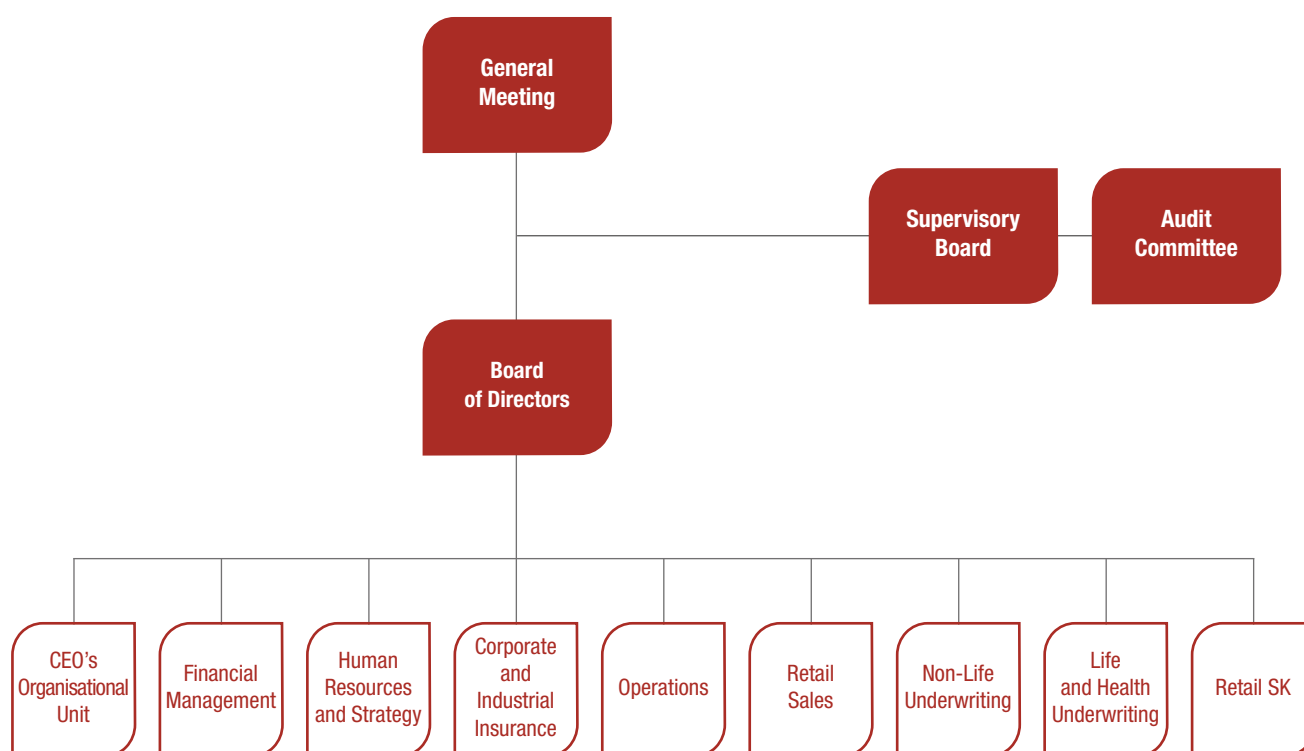 General
Meeting
Supervisory
Board
Audit
Committee
Board
of Directors
CEO's
Organisational
Unit
Financial
Management
Human
Resources
and Strategy
Corporate
and
Industrial
Insurance
Operations
Retail
Sales
Non-Life
Underwriting
Life
and Health
Underwriting
Retail SK